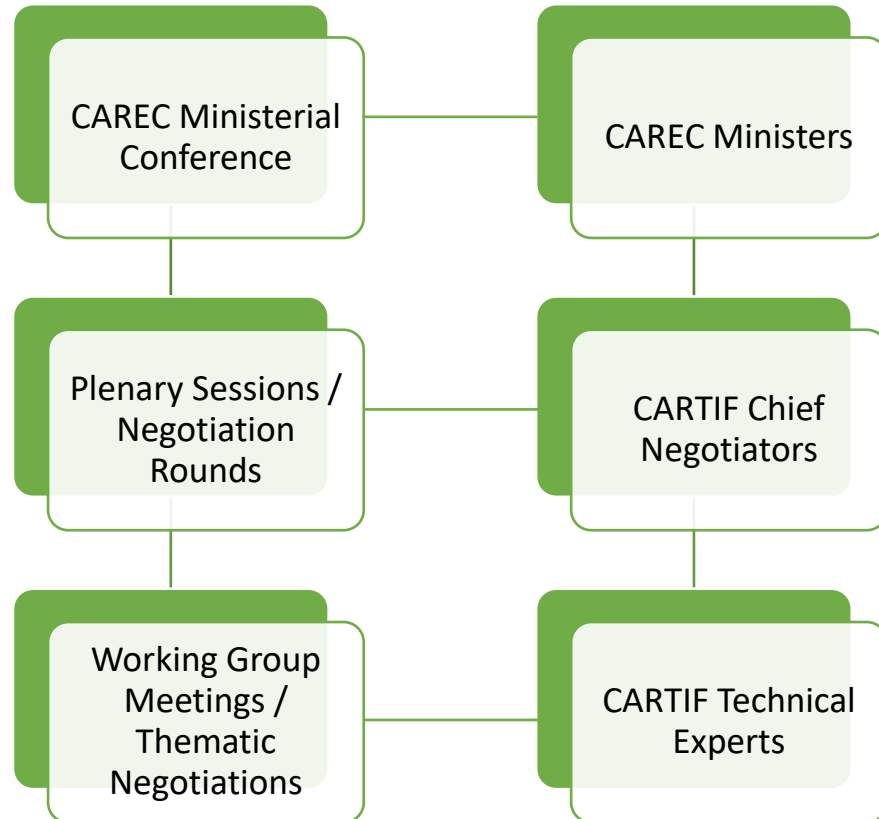 CAREC Ministerial
Conference
CAREC Ministers
Plenary Sessions /
Negotiation
Rounds
CARTIF Chief
Negotiators
Working Group
Meetings /
Thematic
Negotiations
CARTIF Technical
Experts